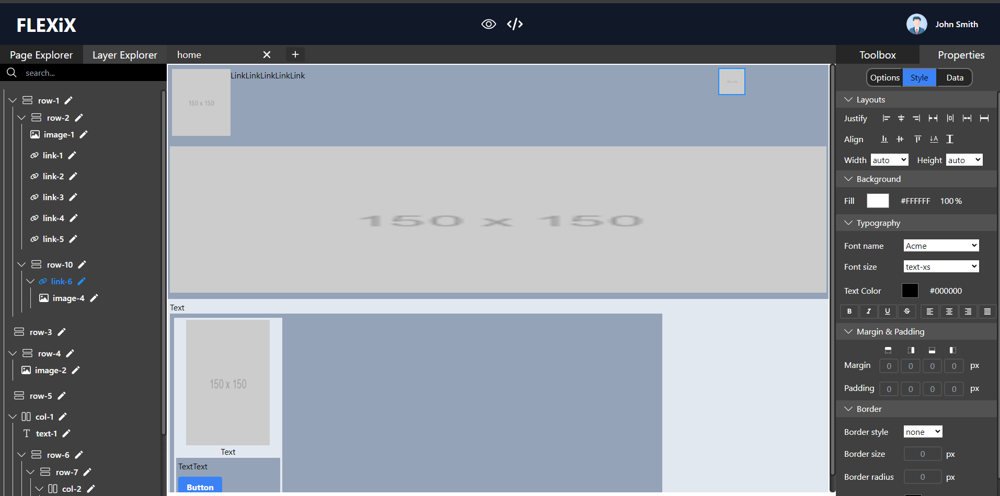 FLEXiX
John Smith
Page Explorer
Layer Explorer
home
+
Toolbox
Properties
search...
Options
Style
Data
row-1
row-2
image-1
link-1
link-2
link-3
link-4
link-5
row-10
link-6
image-4
row-3
row-4
image-2
row-5
col-1
text-1
row-6
row-7
col-2
150 x 150
LinkLinkLinkLinkLink
150 x 150
Text
150 x 150
Text
TextText
Button
Layouts
Justify
Align
Width auto Height auto
Background
Fill #FFFFFF 100 %
Typography
Font name Acme
Font size text-xs
Text Color #000000
B I U S
Margin & Padding
Margin 0 0 0 0 px
Padding 0 0 0 0 px
Border
Border style none
Border size 0 px
Border radius 0 px